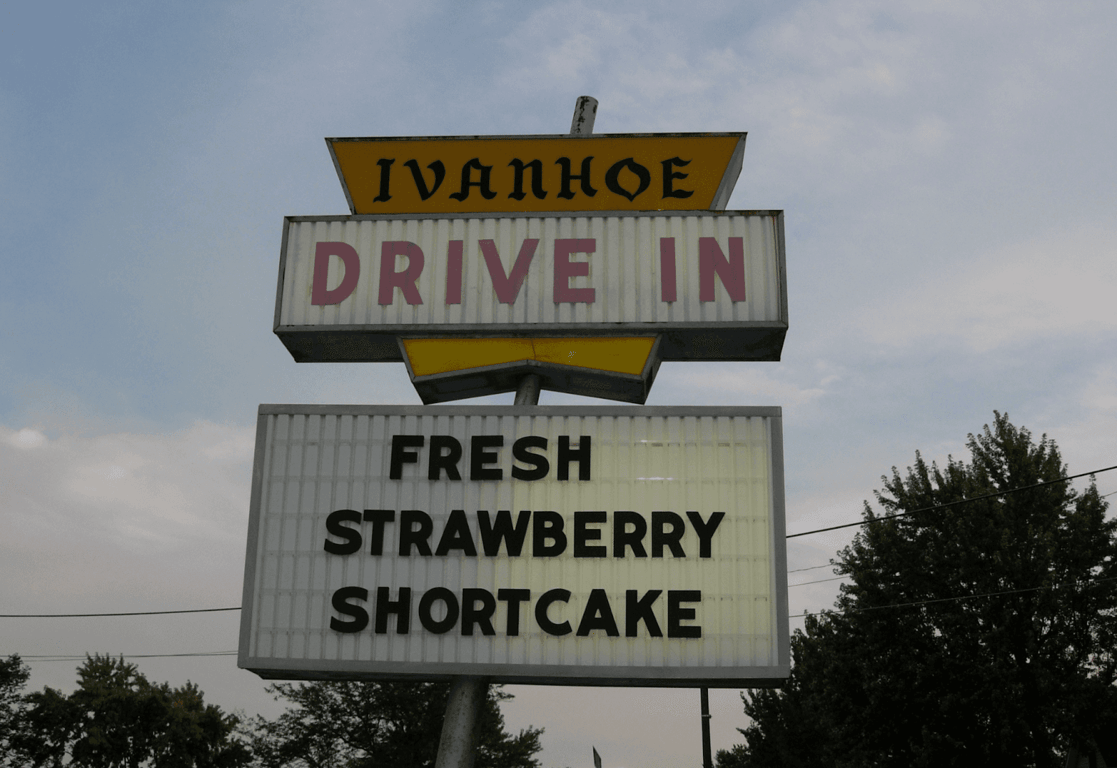 IVANHOE
DRIVE IN
FRESH
STRAWBERRY
SHORTCAKE